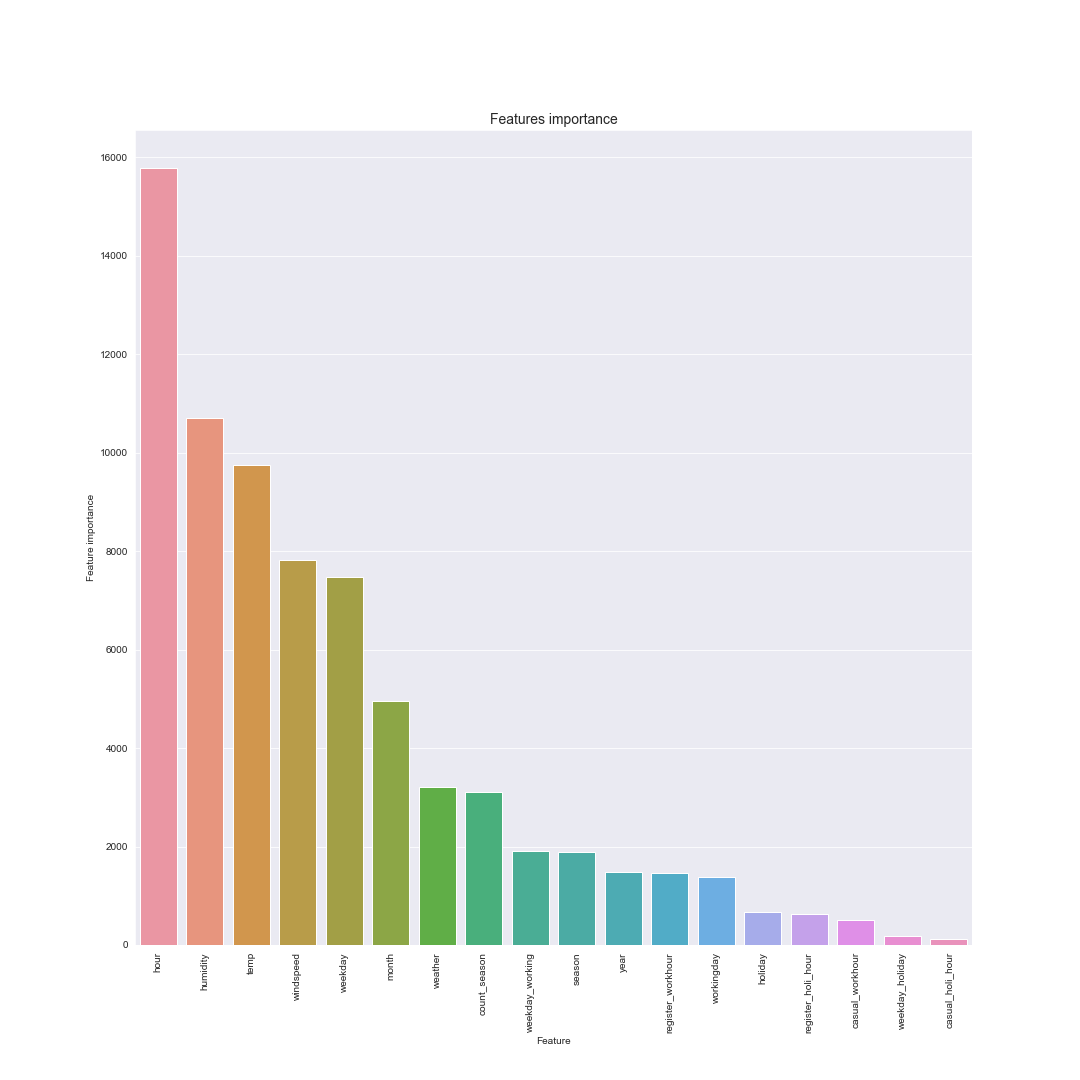 Features importance
16000
14000
12000
10000
8000
6000
4000
2000
0
Feature importance
hour
humidity
temp
windspeed
weekday
month
weather
count_season
weekday_working
season
year
register_workhour
workingday
holiday
register_holi_hour
casual_workhour
weekday_holiday
casual_holi_hour
Feature